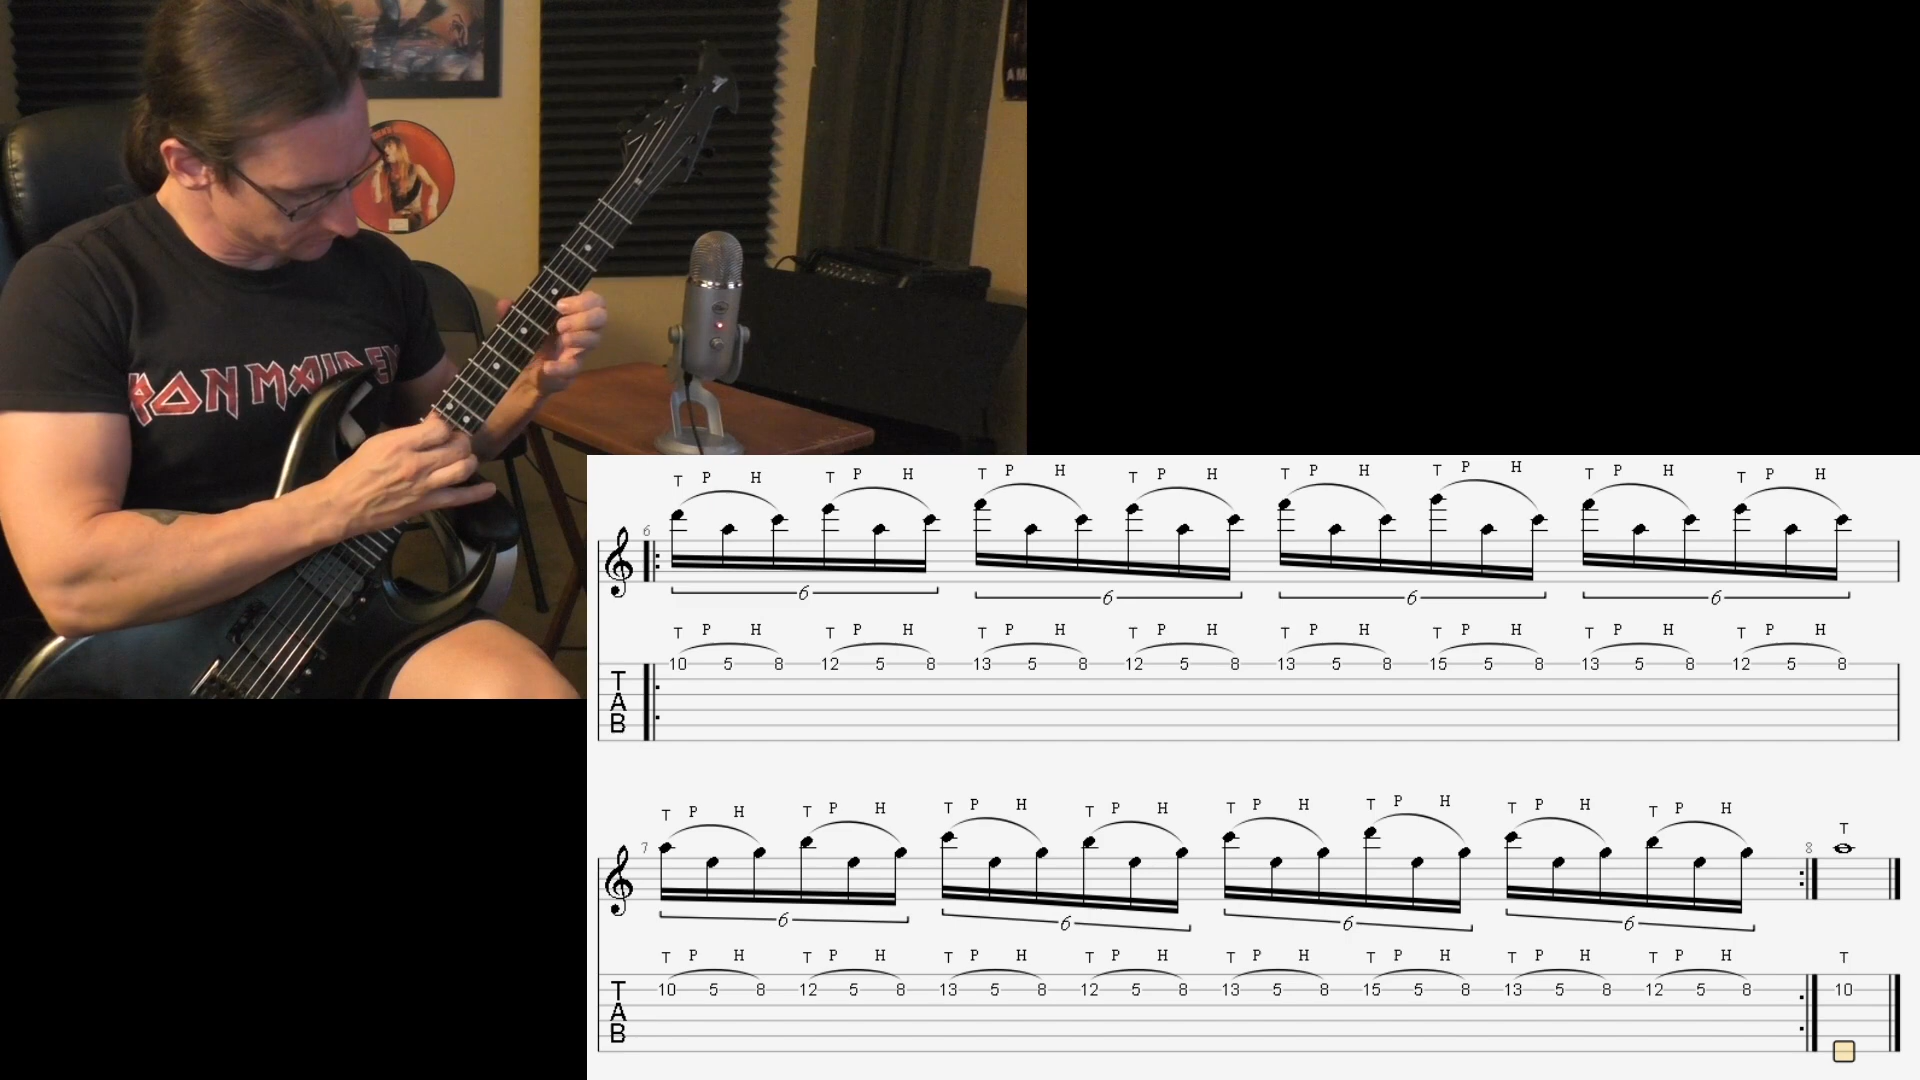 IRON MAIDEN
T P H T P H T P H T P H T P H T P H T P H T P H
6
6 6 6 6
T P H T P H T P H T P H T P H T P H T P H T P H
10 5 8 12 5 8 13 5 8 12 5 8 13 5 8 15 5 8 13 5 8 12 5 8
T
A
B
T P H T P H T P H T P H T P H T P H T P H T P H T
7 8
6 6 6 6
T P H T P H T P H T P H T P H T P H T P H T P H T
10 5 8 12 5 8 13 5 8 12 5 8 13 5 8 15 5 8 13 5 8 12 5 8 10
T
A
B